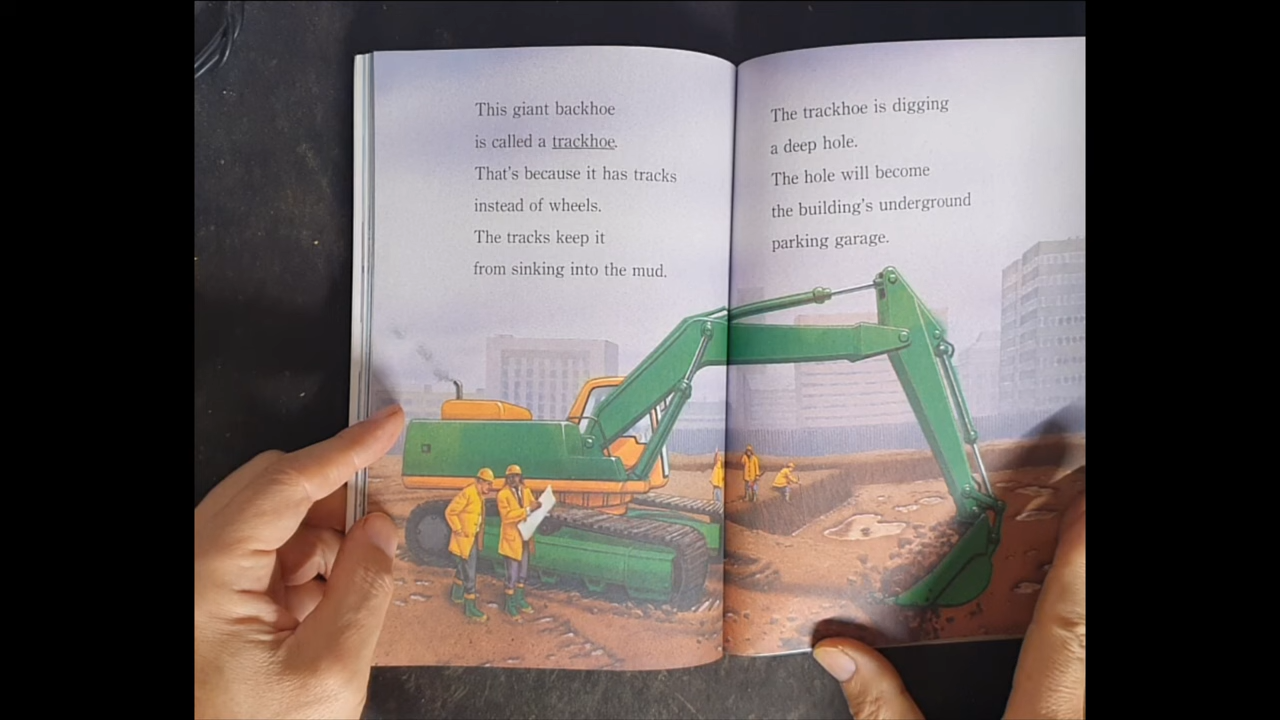 This giant backhoe
is called a trackhoe.
That's because it has tracks
instead of wheels.
The tracks keep it
from sinking into the mud.
The trackhoe is digging
a deep hole.
The hole will become
the building's underground
parking garage.